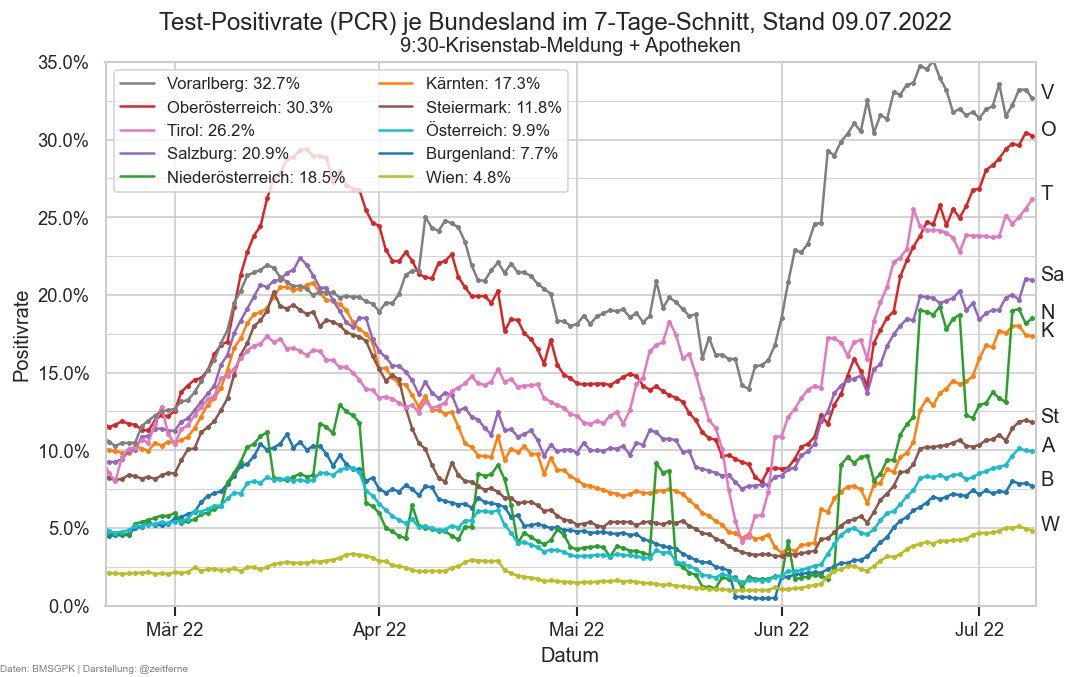 Test-Positivrate (PCR) je Bundesland im 7-Tage-Schnitt, Stand 09.07.2022
9:30-Krisenstab-Meldung + Apotheken
Positivrate
35.0%
30.0%
25.0%
20.0%
15.0%
10.0%
5.0%
0.0%
Vorarlberg: 32.7%
Oberösterreich: 30.3%
Tirol: 26.2%
Salzburg: 20.9%
Niederösterreich: 18.5%
Kärnten: 17.3%
Steiermark: 11.8%
Österreich: 9.9%
Burgenland: 7.7%
Wien: 4.8%
V
O
T
Sa
N
K
St
A
B
W
Mär 22
Apr 22
Mai 22
Jun 22
Jul 22
Datum
Daten: BMSGPK | Darstellung: @zeitferne